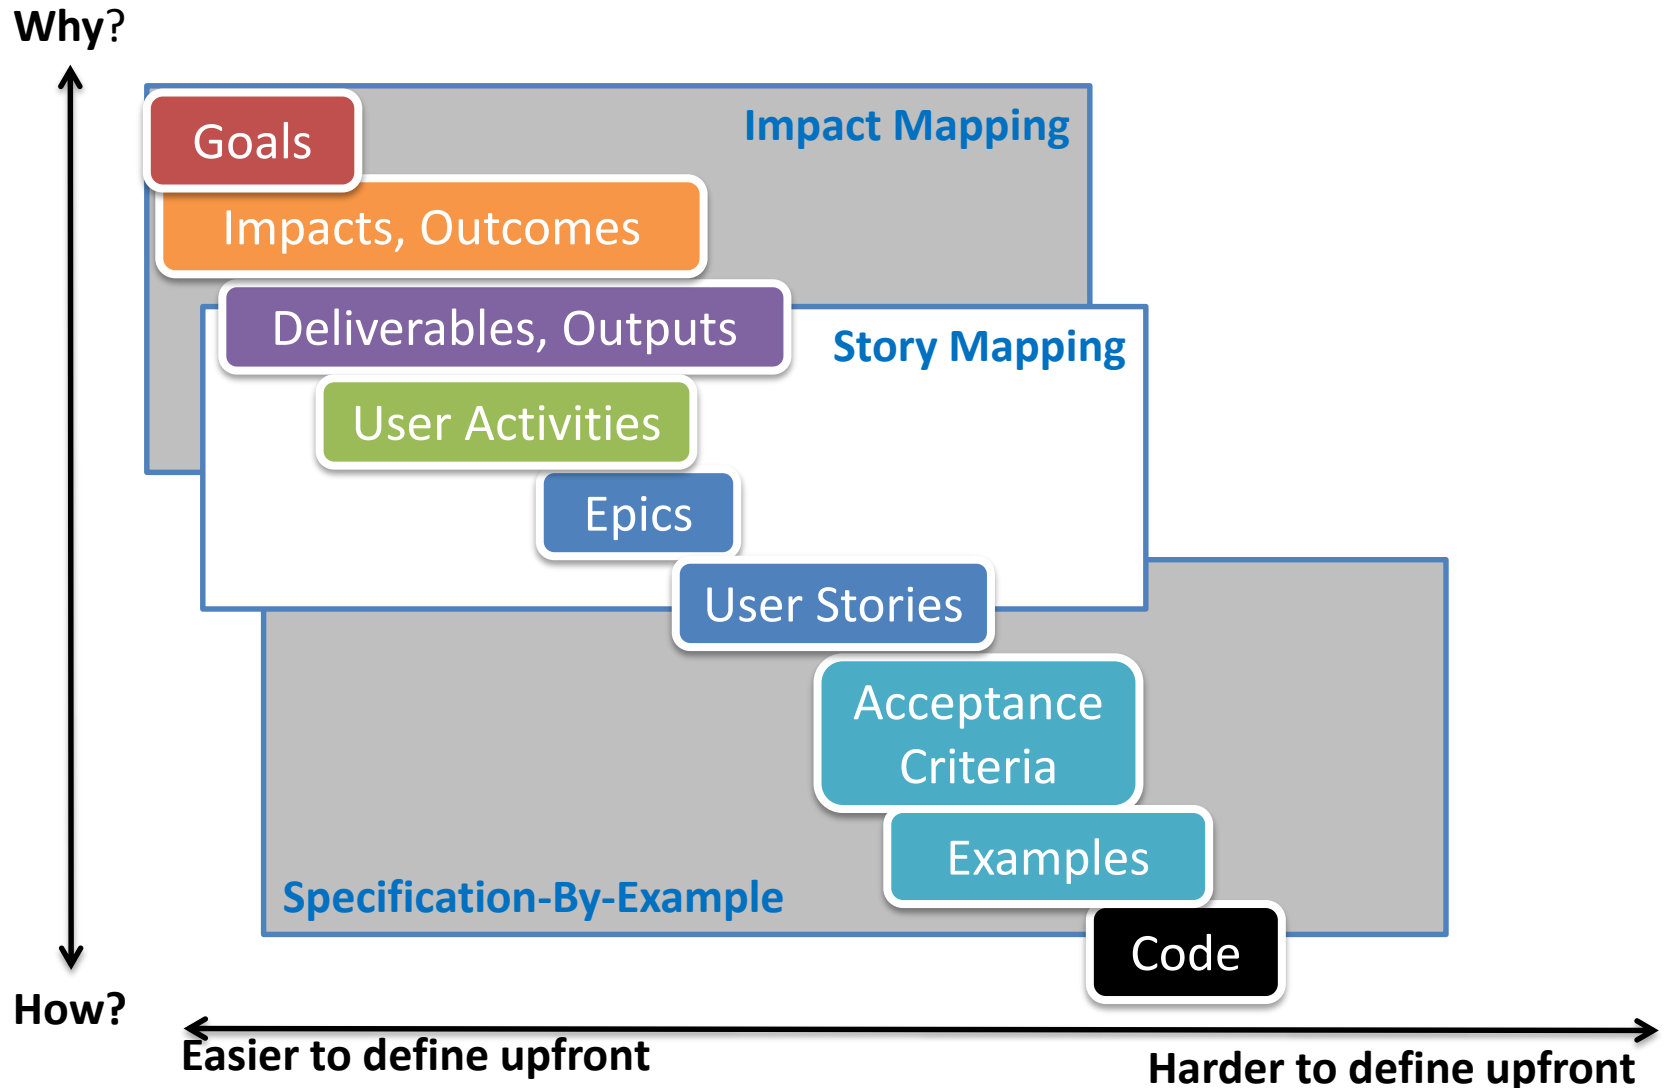 Why?
Goals
Impact Mapping
Impacts, Outcomes
Deliverables, Outputs
Story Mapping
User Activities
Epics
User Stories
Acceptance
Criteria
Examples
Specification-By-Example
Code
How?
Easier to define upfront
Harder to define upfront